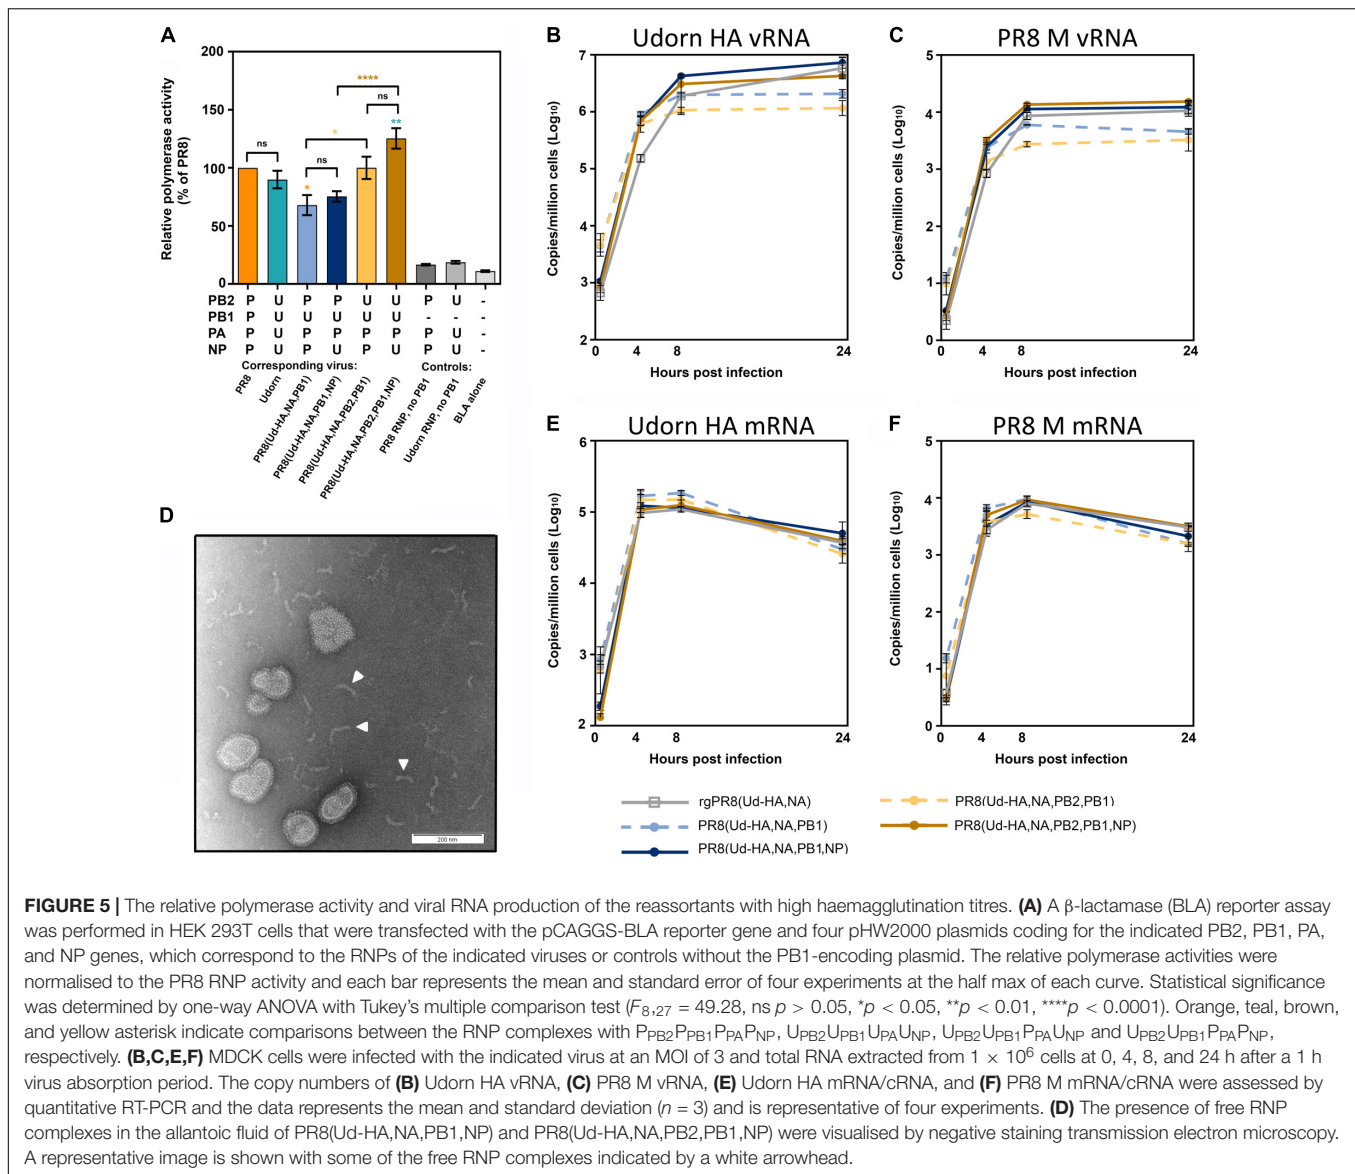 A
Relative polymerase activity
(% of PR8)
200
150
100
50
0
ns
*
*
ns
****
ns
**
PB2 P U P P U U P U -
PB1 P U U U U U - - -
PA P U P P P P P U -
NP P U P U P U P U -
Corresponding virus:
Controls:
PR8
Udorn
PR8(Ud-HA,NA,PB1)
PR8(Ud-HA,NA,PB1,NP)
PR8(Ud-HA,NA,PB2,PB1)
PR8(Ud-HA,NA,PB2,PB1,NP)
PR8 RNP, no PB1
Udorn RNP, no PB1
BLA alone
B
Udorn HA vRNA
Copies/million cells (Log10)
7
6
5
4
3
2
0 4 8 24
Hours post infection
C
PR8 M vRNA
Copies/million cells (Log10)
5
4
3
2
1
0
0 4 8 24
Hours post infection
D
200 nm
E
Udorn HA mRNA
Copies/million cells (Log10)
6
5
4
3
2
0 4 8 24
Hours post infection
F
PR8 M mRNA
Copies/million cells (Log10)
5
4
3
2
1
0
0 4 8 24
Hours post infection
rgPR8(Ud-HA,NA)
PR8(Ud-HA,NA,PB1)
PR8(Ud-HA,NA,PB1,NP)
PR8(Ud-HA,NA,PB2,PB1)
PR8(Ud-HA,NA,PB2,PB1,NP)
FIGURE 5 | The relative polymerase activity and viral RNA production of the reassortants with high haemagglutination titres. (A) A β-lactamase (BLA) reporter assay
was performed in HEK 293T cells that were transfected with the pCAGGS-BLA reporter gene and four pHW2000 plasmids coding for the indicated PB2, PB1, PA,
and NP genes, which correspond to the RNPs of the indicated viruses or controls without the PB1-encoding plasmid. The relative polymerase activities were
normalised to the PR8 RNP activity and each bar represents the mean and standard error of four experiments at the half max of each curve. Statistical significance
was determined by one-way ANOVA with Tukey's multiple comparison test (F8,27 = 49.28, ns p > 0.05, *p < 0.05, **p < 0.01, ****p < 0.0001). Orange, teal, brown,
and yellow asterisk indicate comparisons between the RNP complexes with PPB2PPB1PPAPNP, UPB2UPB1UPAUNP, UPB2UPB1PPAUNP and UPB2UPB1PPAPNP,
respectively. (B,C,E,F) MDCK cells were infected with the indicated virus at an MOI of 3 and total RNA extracted from 1 × 10⁶ cells at 0, 4, 8, and 24 h after a 1 h
virus absorption period. The copy numbers of (B) Udorn HA vRNA, (C) PR8 M vRNA, (E) Udorn HA mRNA/cRNA, and (F) PR8 M mRNA/cRNA were assessed by
quantitative RT-PCR and the data represents the mean and standard deviation (n = 3) and is representative of four experiments. (D) The presence of free RNP
complexes in the allantoic fluid of PR8(Ud-HA,NA,PB1,NP) and PR8(Ud-HA,NA,PB2,PB1,NP) were visualised by negative staining transmission electron microscopy.
A representative image is shown with some of the free RNP complexes indicated by a white arrowhead.